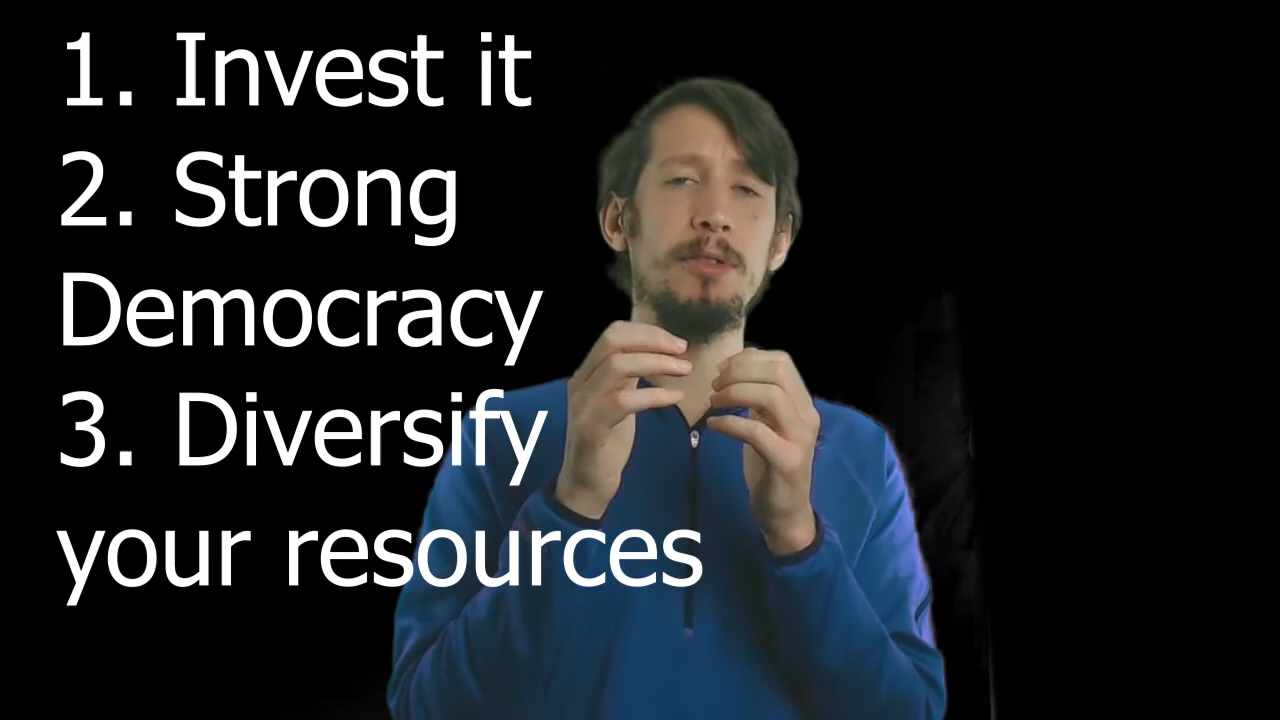 1. Invest it
2. Strong
Democracy
3. Diversify
your resources